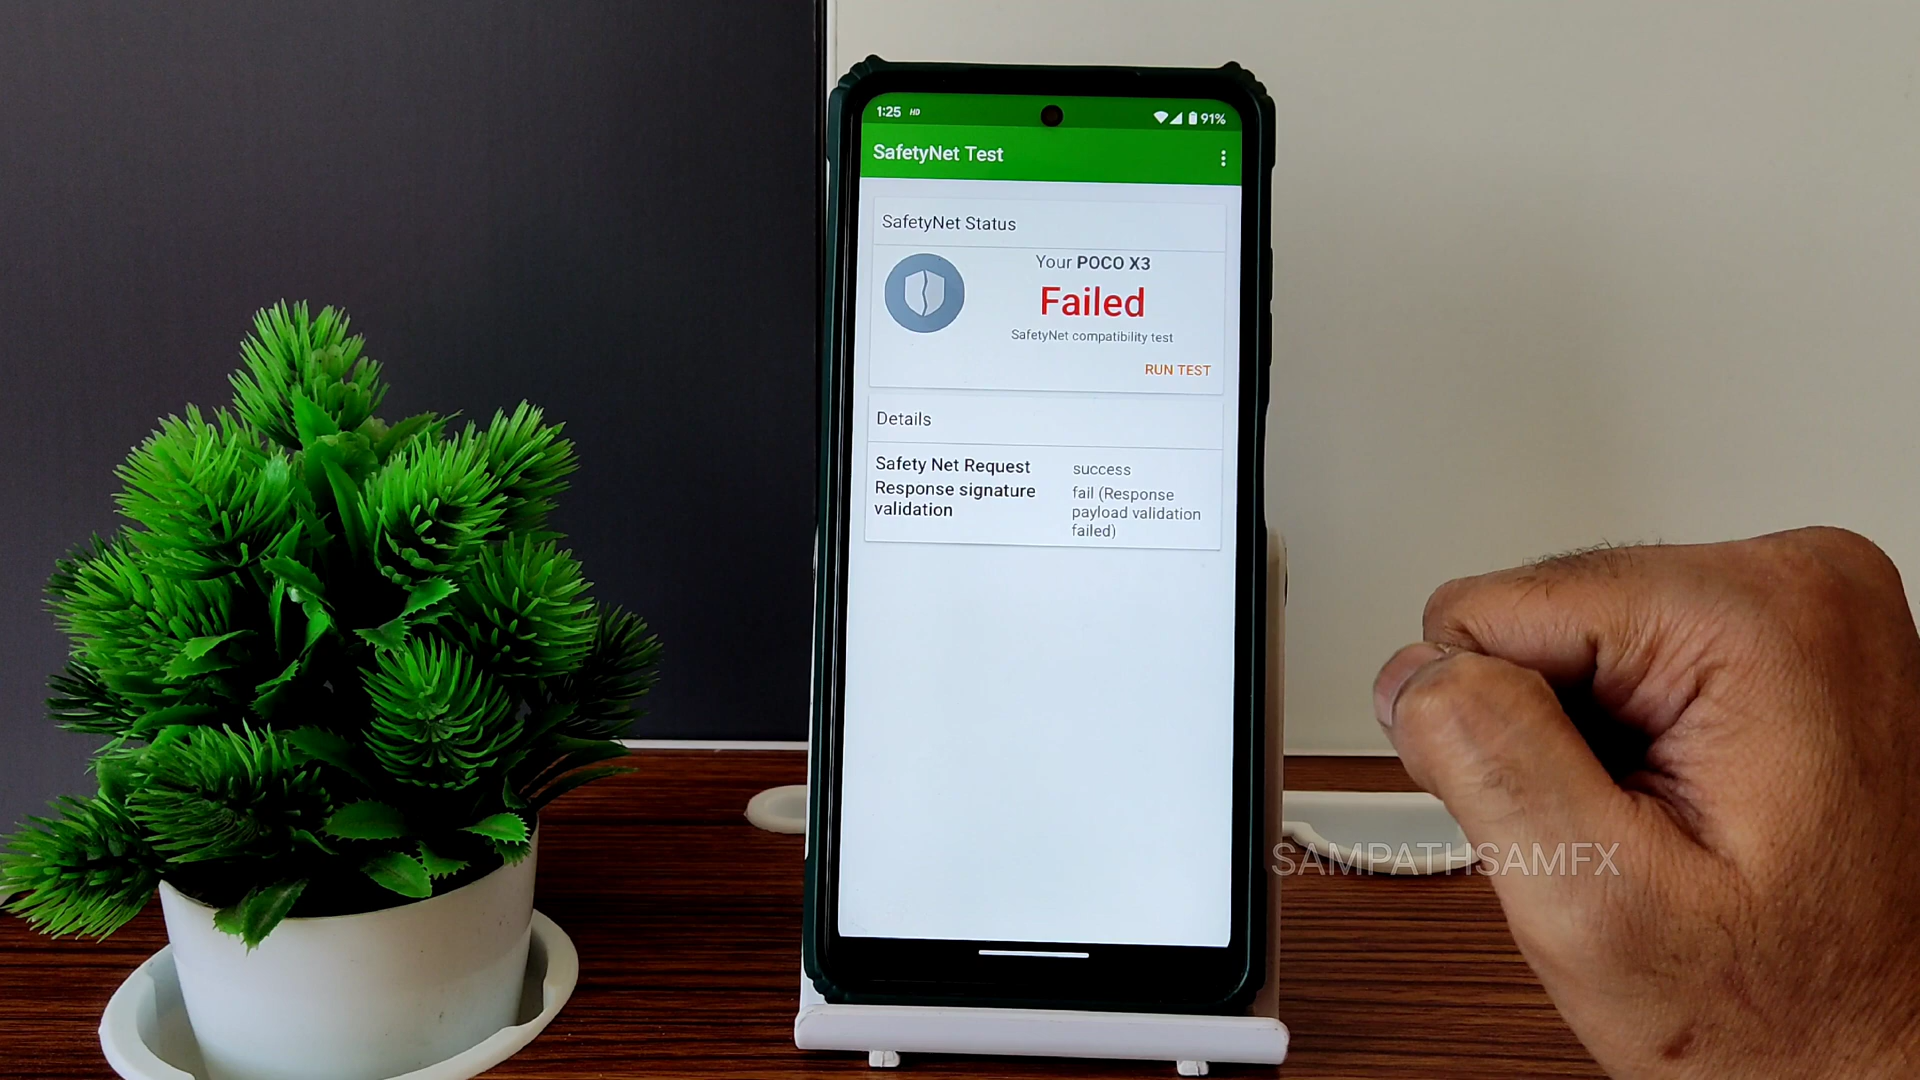 1:25 HD 91%
SafetyNet Test
SafetyNet Status
Your POCO X3
Failed
SafetyNet compatibility test
RUN TEST
Details
Safety Net Request success
Response signature validation fail (Response payload validation failed)
SAMPATHSAMFX